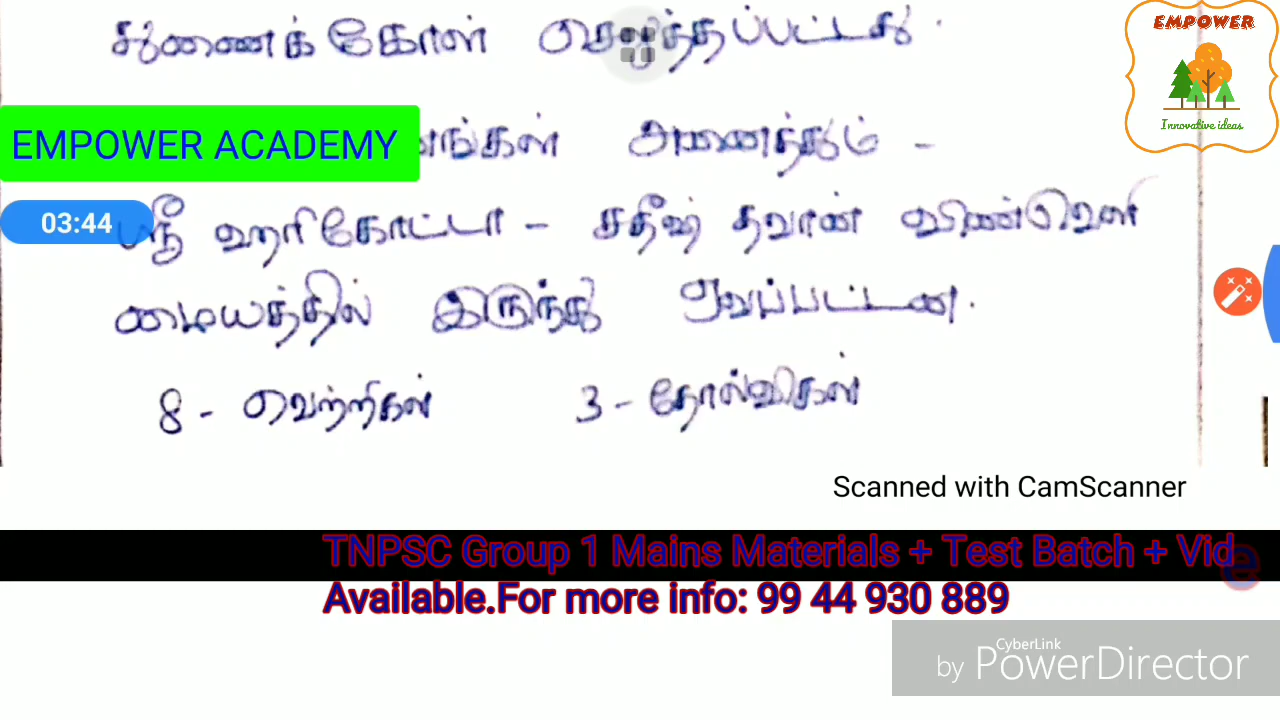 துணைக் கோள் செலுத்தப்பட்டது.
EMPOWER
Innovative ideas
EMPOWER ACADEMY
னங்கள் அனைத்தும் -
03:44
ஸ்ரீ ஹரிகோட்டா - சதீஷ் தவான் விண்வெளி
மையத்தில் இருந்து ஏவப்பட்டன.
8 - வெற்றிகள் 3 - தோல்விகள்
Scanned with CamScanner
TNPSC Group 1 Mains Materials + Test Batch + Vid
Available.For more info: 99 44 930 889
CyberLink
by PowerDirector